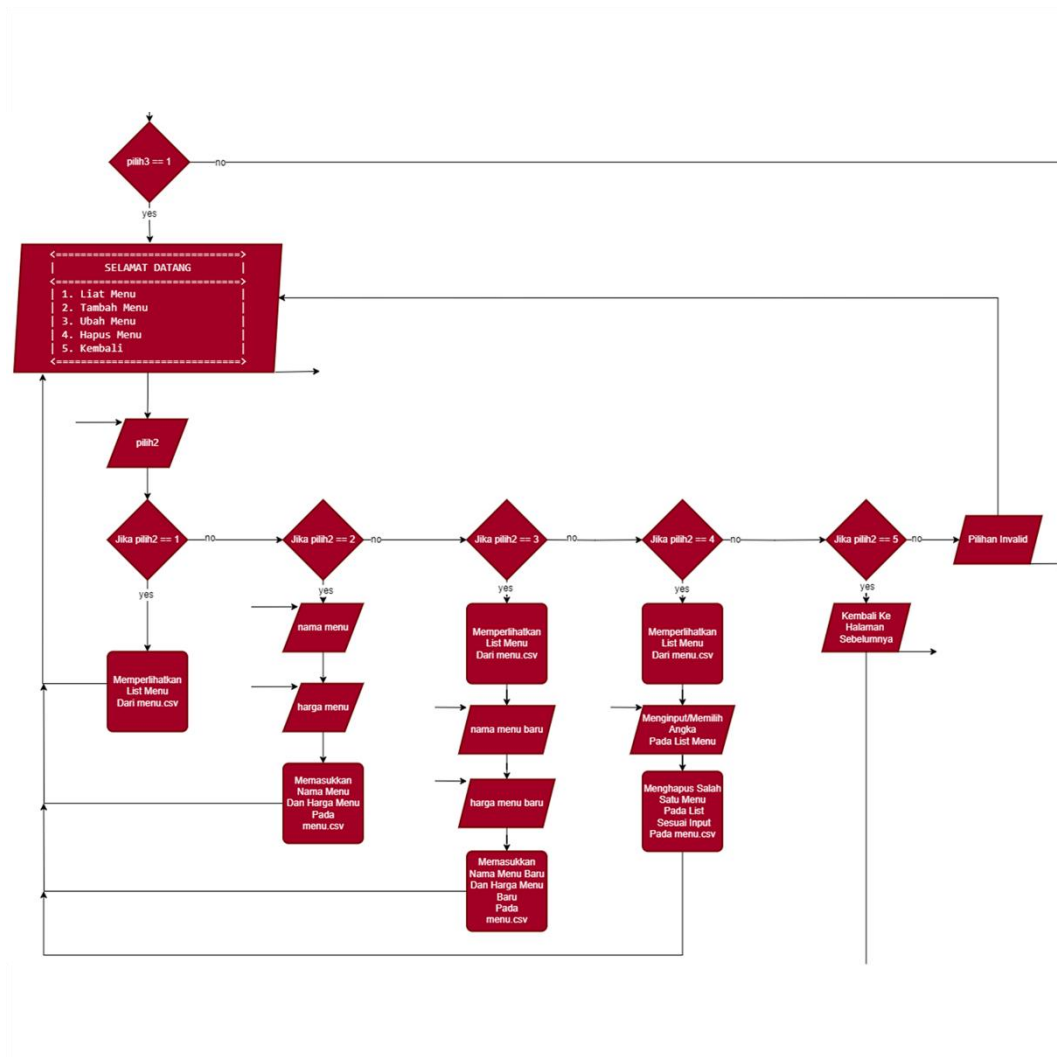 pilih3 == 1
no
yes
<==============================>
| SELAMAT DATANG |
<==============================>
| 1. Liat Menu |
| 2. Tambah Menu |
| 3. Ubah Menu |
| 4. Hapus Menu |
| 5. Kembali |
<==============================>
pilih2
Jika pilih2 == 1
no
Jika pilih2 == 2
no
Jika pilih2 == 3
no
Jika pilih2 == 4
no
Jika pilih2 == 5
no
Pilihan Invalid
yes
yes
yes
yes
yes
Memperlihatkan
List Menu
Dari menu.csv
nama menu
harga menu
Memasukkan
Nama Menu
Dan Harga Menu
Pada
menu.csv
Memperlihatkan
List Menu
Dari menu.csv
nama menu baru
harga menu baru
Memasukkan
Nama Menu Baru
Dan Harga Menu
Baru
Pada
menu.csv
Memperlihatkan
List Menu
Dari menu.csv
Menginput/Memilih
Angka
Pada List Menu
Menghapus Salah
Satu Menu
Pada List
Sesuai Input
Pada menu.csv
Kembali Ke
Halaman
Sebelumnya